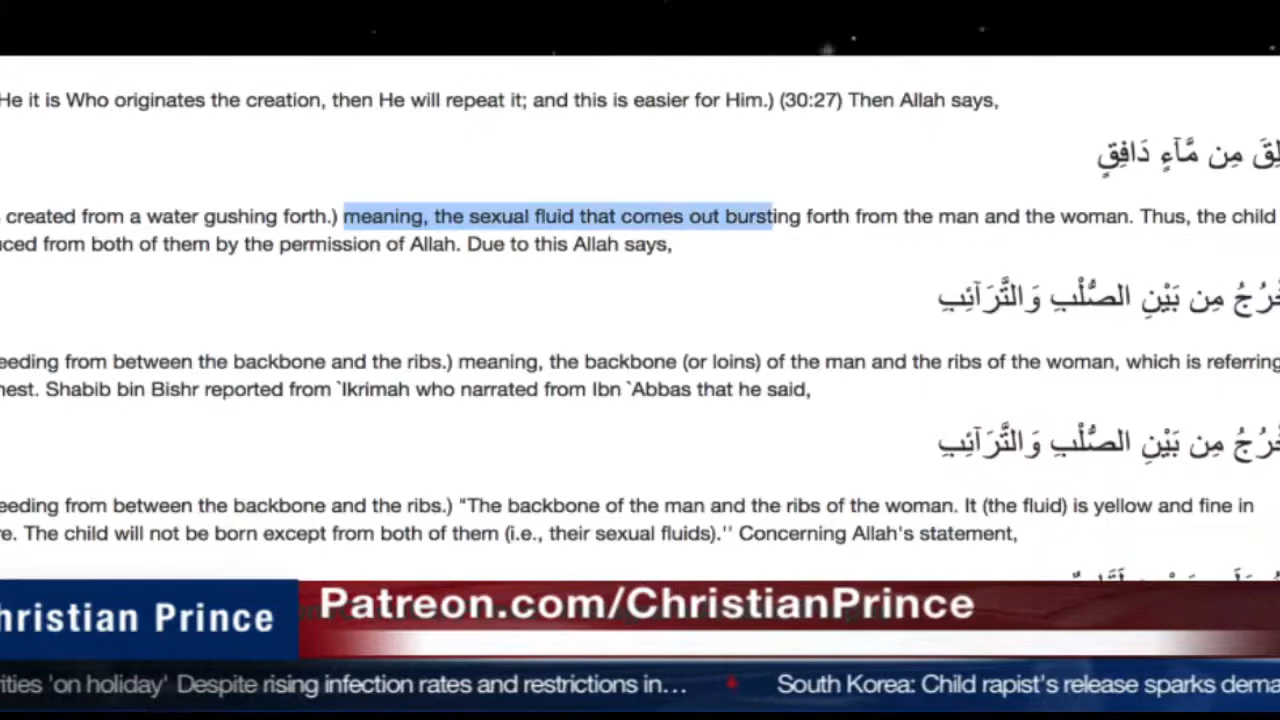 He it is Who originates the creation, then He will repeat it; and this is easier for Him.) (30:27) Then Allah says,
مِن مَّآءٍ دَافِقٍ
created from a water gushing forth.) meaning, the sexual fluid that comes out bursting forth from the man and the woman. Thus, the child
from both of them by the permission of Allah. Due to this Allah says,
مِن بَيْنِ الصُّلْبِ وَالتَّرَآئِبِ
eeding from between the backbone and the ribs.) meaning, the backbone (or loins) of the man and the ribs of the woman, which is referring
hest. Shabib bin Bishr reported from `Ikrimah who narrated from Ibn `Abbas that he said,
مِن بَيْنِ الصُّلْبِ وَالتَّرَآئِبِ
eeding from between the backbone and the ribs.) "The backbone of the man and the ribs of the woman. It (the fluid) is yellow and fine in
re. The child will not be born except from both of them (i.e., their sexual fluids).'' Concerning Allah's statement,
hristian Prince
Patreon.com/ChristianPrince
rities 'on holiday' Despite rising infection rates and restrictions in... South Korea: Child rapist's release sparks dema